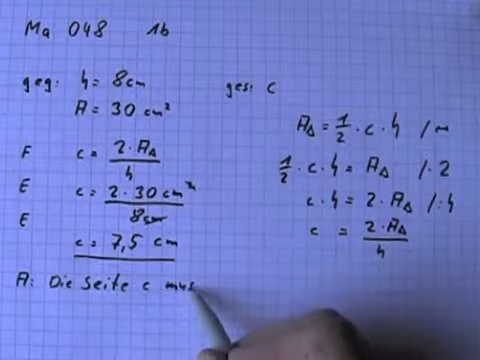 Ma 048 1b
geg: h = 8cm ges: c
A = 30 cm²
F c = 2 · A∆ / h
E c = 2 · 30 cm² / 8cm
E c = 7,5 cm
A: Die Seite c mus
A∆ = 1/2 · c · h /~
1/2 · c · h = A∆ / · 2
c · h = 2 · A∆ / : h
c = 2 · A∆ / h